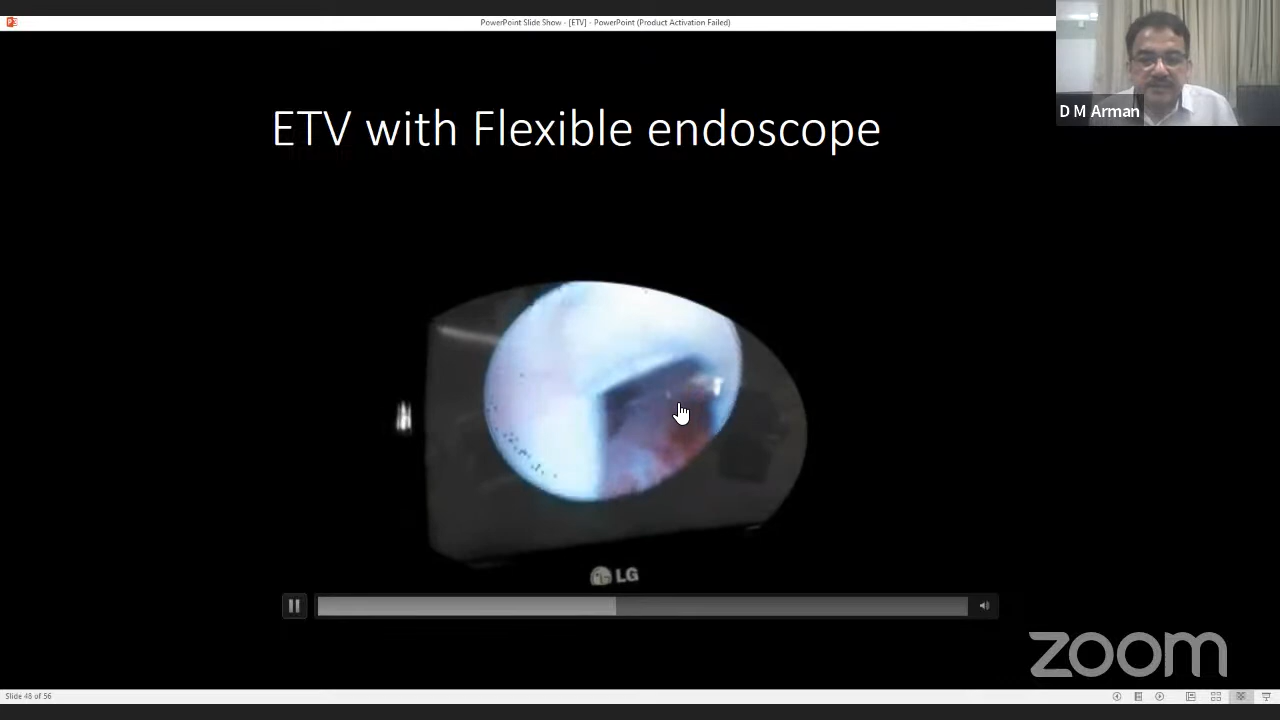 PowerPoint Slide Show - [ETV] - PowerPoint (Product Activation Failed)
D M Arman
ETV with Flexible endoscope
LG
zoom
Slide 48 of 56